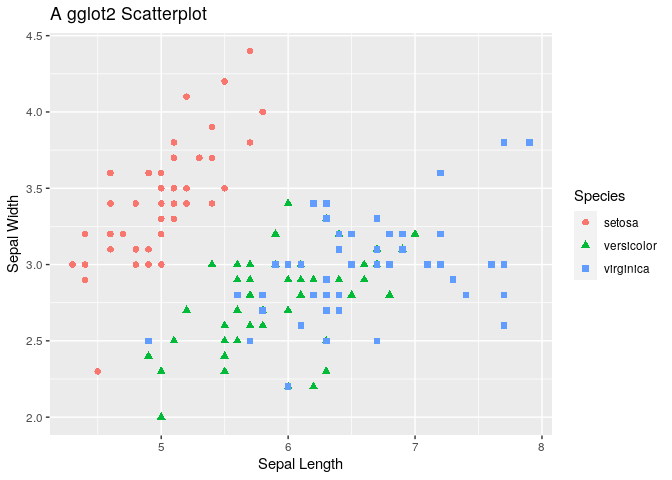 A gglot2 Scatterplot
4.5
4.0
3.5
3.0
2.5
2.0
Sepal Width
5
6
7
8
Sepal Length
Species
setosa
versicolor
virginica